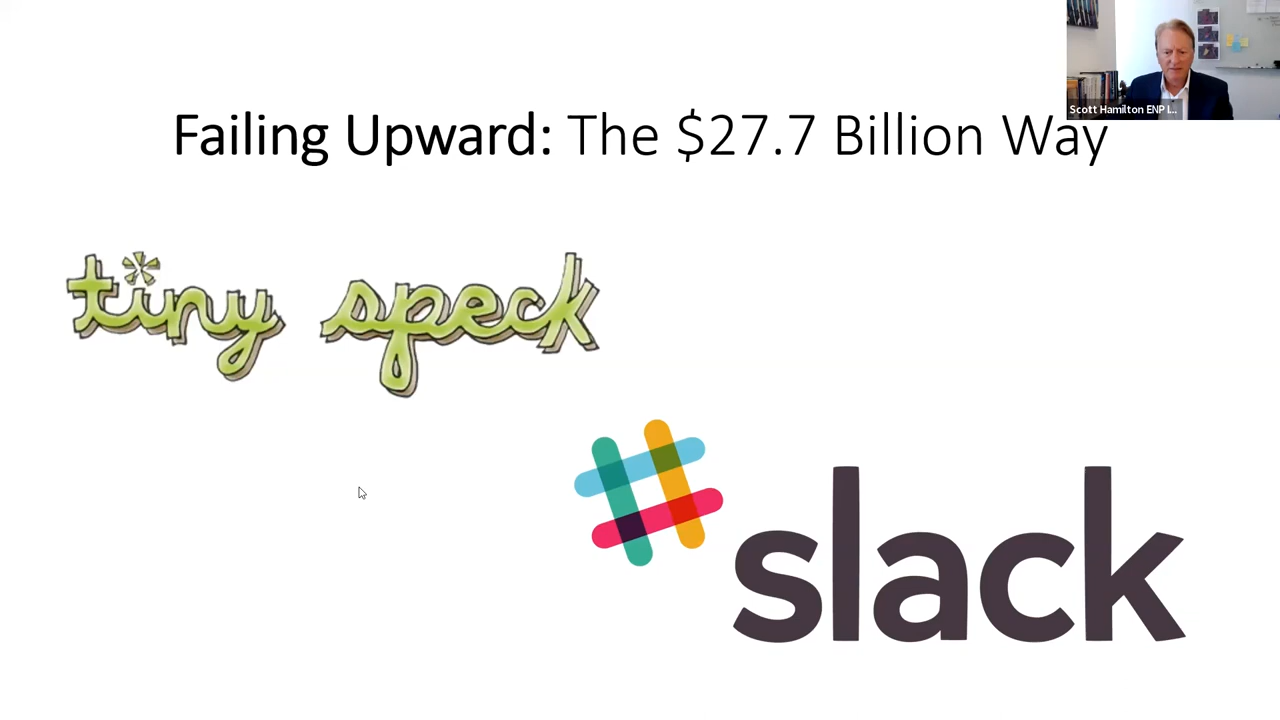 Scott Hamilton ENP I...
Failing Upward: The $27.7 Billion Way
tiny speck
slack